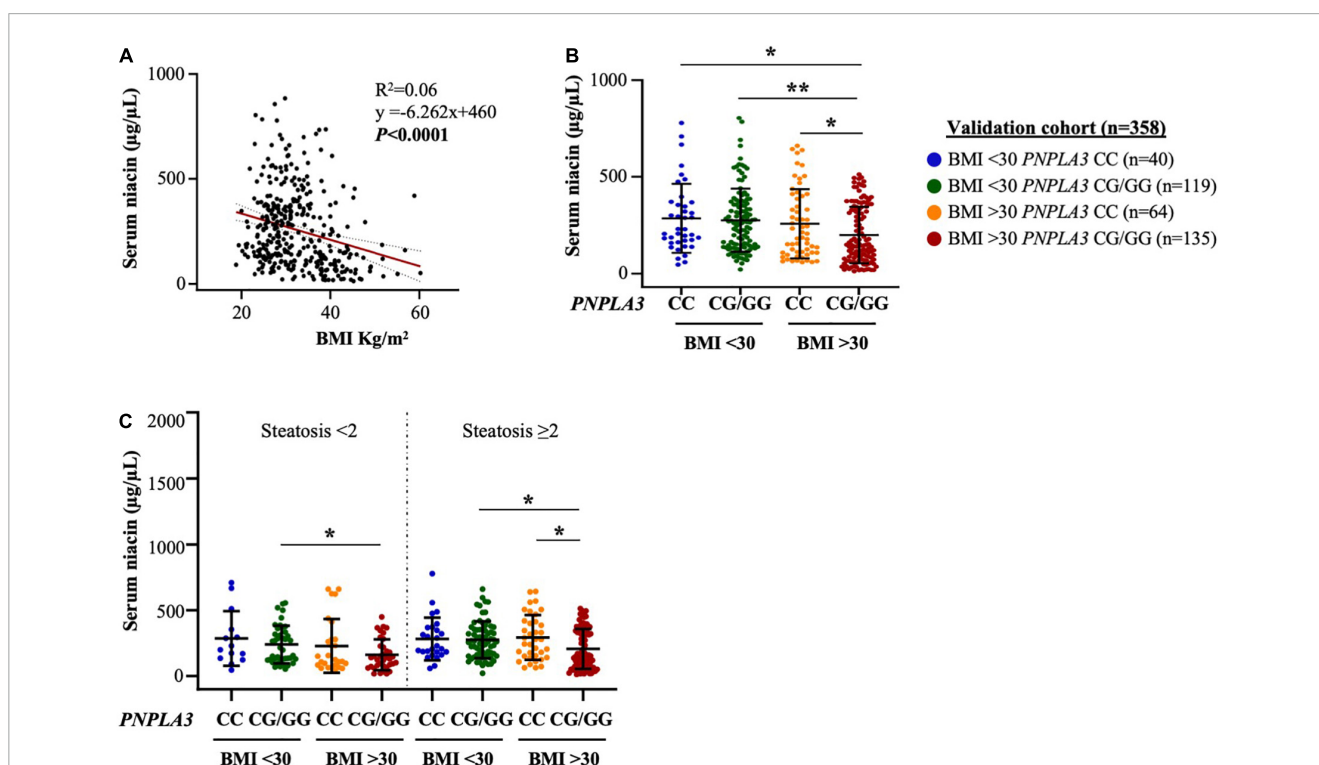 A
Serum niacin (µg/µL)
1000
500
0
R²=0.06
y =-6.262x+460
P<0.0001
20 40 60
BMI Kg/m²
B
Serum niacin (µg/µL)
1000
500
0
*
**
*
PNPLA3 CC CG/GG CC CG/GG
BMI <30 BMI >30
Validation cohort (n=358)
BMI <30 PNPLA3 CC (n=40)
BMI <30 PNPLA3 CG/GG (n=119)
BMI >30 PNPLA3 CC (n=64)
BMI >30 PNPLA3 CG/GG (n=135)
C
Serum niacin (µg/µL)
2000
1500
1000
500
0
Steatosis <2 Steatosis ≥2
*
*
*
PNPLA3 CC CG/GG CC CG/GG CC CG/GG CC CG/GG
BMI <30 BMI >30 BMI <30 BMI >30